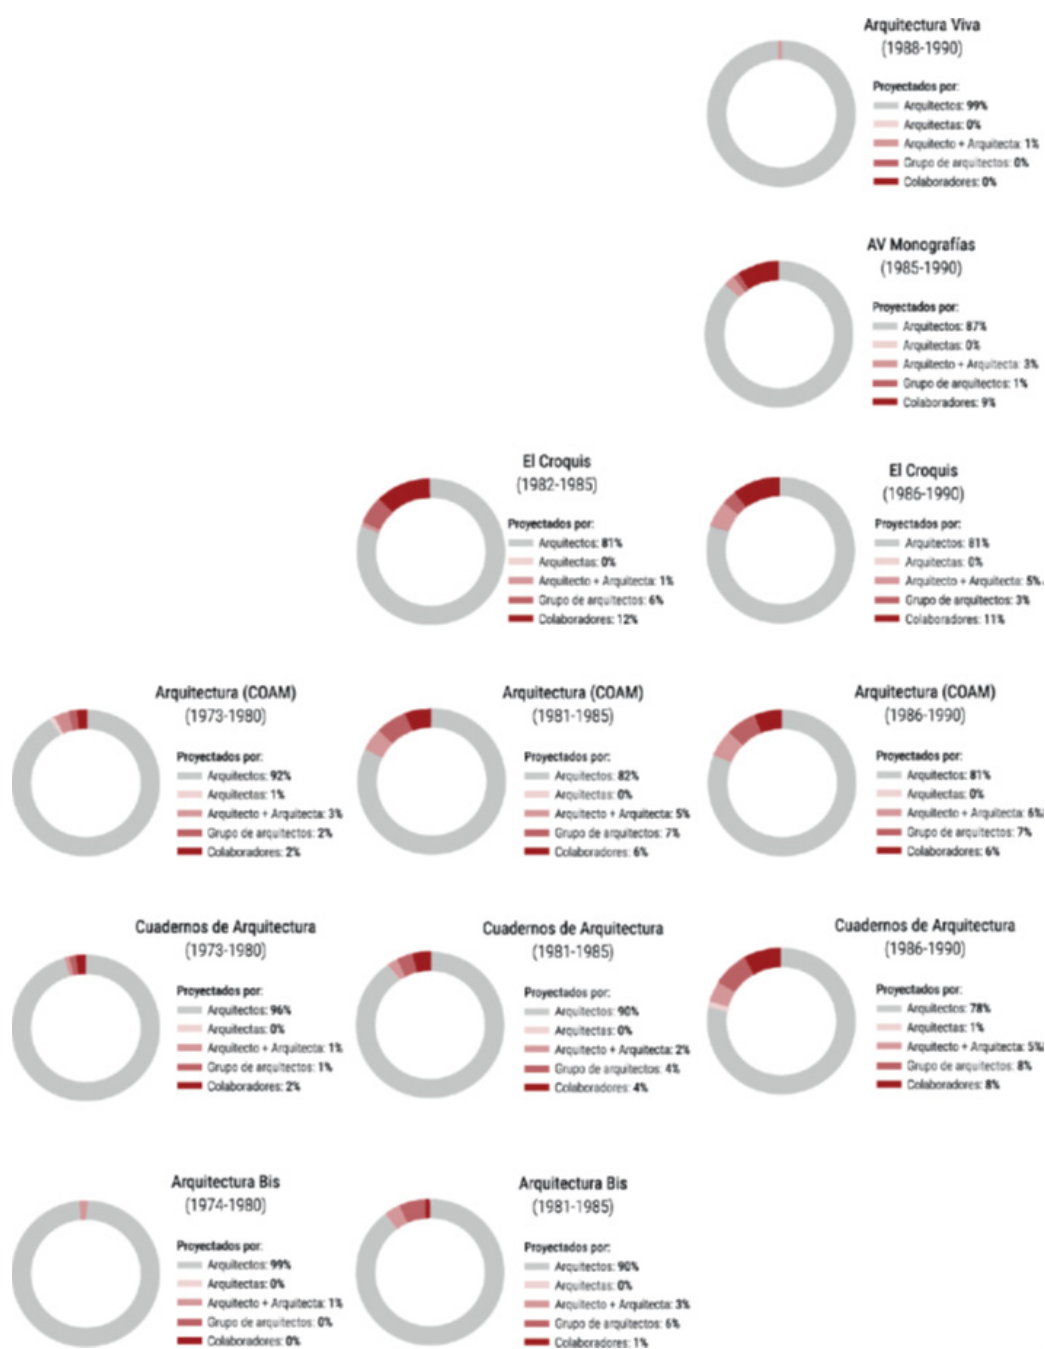 Arquitectura Viva
(1988-1990)
Proyectados por:
Arquitectos: 99%
Arquitectas: 0%
Arquitecto + Arquitecta: 1%
Grupo de arquitectos: 0%
Colaboradores: 0%
AV Monografías
(1985-1990)
Proyectados por:
Arquitectos: 87%
Arquitectas: 0%
Arquitecto + Arquitecta: 3%
Grupo de arquitectos: 1%
Colaboradores: 9%
El Croquis
(1982-1985)
Proyectados por:
Arquitectos: 81%
Arquitectas: 0%
Arquitecto + Arquitecta: 1%
Grupo de arquitectos: 6%
Colaboradores: 12%
El Croquis
(1986-1990)
Proyectados por:
Arquitectos: 81%
Arquitectas: 0%
Arquitecto + Arquitecta: 5%
Grupo de arquitectos: 3%
Colaboradores: 11%
Arquitectura (COAM)
(1973-1980)
Proyectados por:
Arquitectos: 92%
Arquitectas: 1%
Arquitecto + Arquitecta: 3%
Grupo de arquitectos: 2%
Colaboradores: 2%
Arquitectura (COAM)
(1981-1985)
Proyectados por:
Arquitectos: 82%
Arquitectas: 0%
Arquitecto + Arquitecta: 5%
Grupo de arquitectos: 7%
Colaboradores: 6%
Arquitectura (COAM)
(1986-1990)
Proyectados por:
Arquitectos: 81%
Arquitectas: 0%
Arquitecto + Arquitecta: 6%
Grupo de arquitectos: 7%
Colaboradores: 6%
Cuadernos de Arquitectura
(1973-1980)
Proyectados por:
Arquitectos: 96%
Arquitectas: 0%
Arquitecto + Arquitecta: 1%
Grupo de arquitectos: 1%
Colaboradores: 2%
Cuadernos de Arquitectura
(1981-1985)
Proyectados por:
Arquitectos: 90%
Arquitectas: 0%
Arquitecto + Arquitecta: 2%
Grupo de arquitectos: 4%
Colaboradores: 4%
Cuadernos de Arquitectura
(1986-1990)
Proyectados por:
Arquitectos: 78%
Arquitectas: 1%
Arquitecto + Arquitecta: 5%
Grupo de arquitectos: 8%
Colaboradores: 8%
Arquitectura Bis
(1974-1980)
Proyectados por:
Arquitectos: 99%
Arquitectas: 0%
Arquitecto + Arquitecta: 1%
Grupo de arquitectos: 0%
Colaboradores: 0%
Arquitectura Bis
(1981-1985)
Proyectados por:
Arquitectos: 90%
Arquitectas: 0%
Arquitecto + Arquitecta: 3%
Grupo de arquitectos: 6%
Colaboradores: 1%